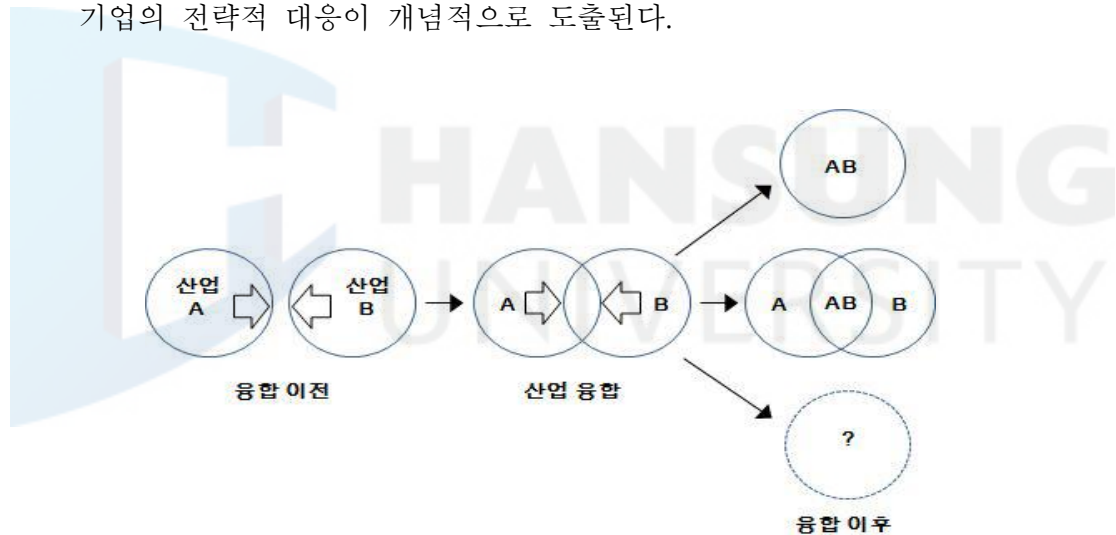 기업의 전략적 대응이 개념적으로 도출된다.
HANSUNG
UNIVERSITY
AB
산업
A
산업
B
A
B
A
AB
B
융합 이전
산업 융합
?
융합 이후